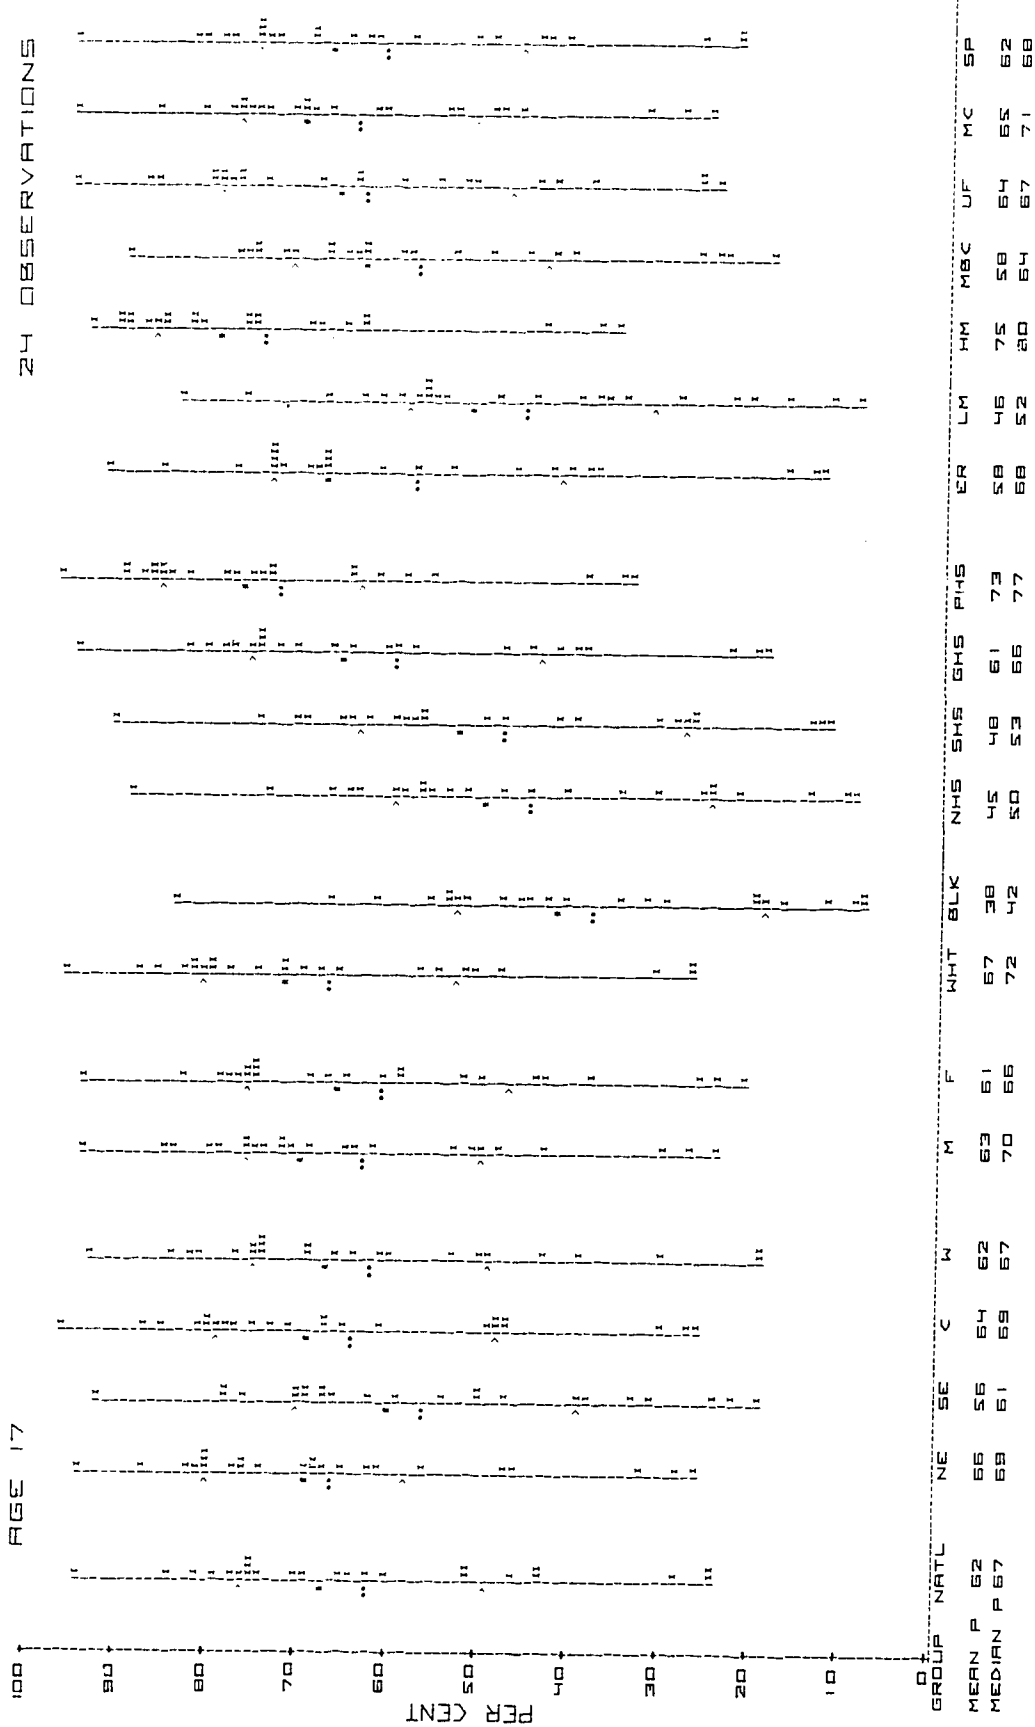 AGE 17
24 OBSERVATIONS
PER CENT
100
90
80
70
60
50
40
30
20
10
0
GROUP NATL NE SE C W M F WHT BLK NHS SHS GHS PHS ER LM HM MBC UF MC SP
MEAN P 62 66 56 64 62 63 61 67 38 45 48 61 73 58 46 75 58 64 65 62
MEDIAN P 67 69 61 69 67 70 66 72 42 50 53 66 77 68 52 80 64 67 71 68